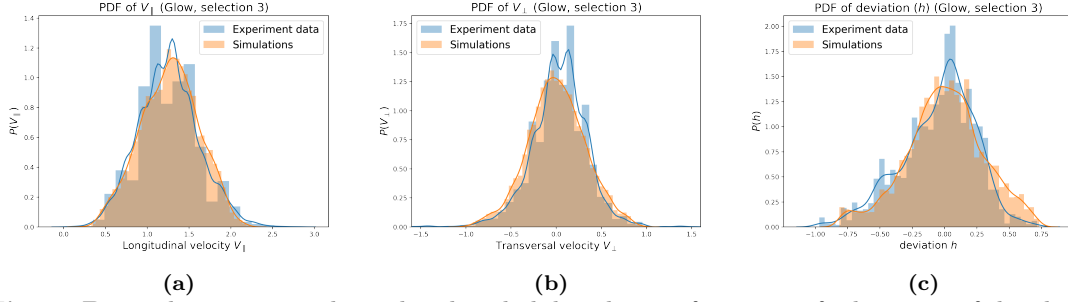 PDF of V∥ (Glow, selection 3)
Experiment data
Simulations
P(V∥)
1.4
1.2
1.0
0.8
0.6
0.4
0.2
0.0
0.0 0.5 1.0 1.5 2.0 2.5 3.0
Longitudinal velocity V∥
(a)
PDF of V⊥ (Glow, selection 3)
Experiment data
Simulations
P(V⊥)
1.75
1.50
1.25
1.00
0.75
0.50
0.25
0.00
−1.5 −1.0 −0.5 0.0 0.5 1.0 1.5
Transversal velocity V⊥
(b)
PDF of deviation (h) (Glow, selection 3)
Experiment data
Simulations
P(h)
2.00
1.75
1.50
1.25
1.00
0.75
0.50
0.25
0.00
−1.00 −0.75 −0.50 −0.25 0.00 0.25 0.50 0.75
deviation h
(c)